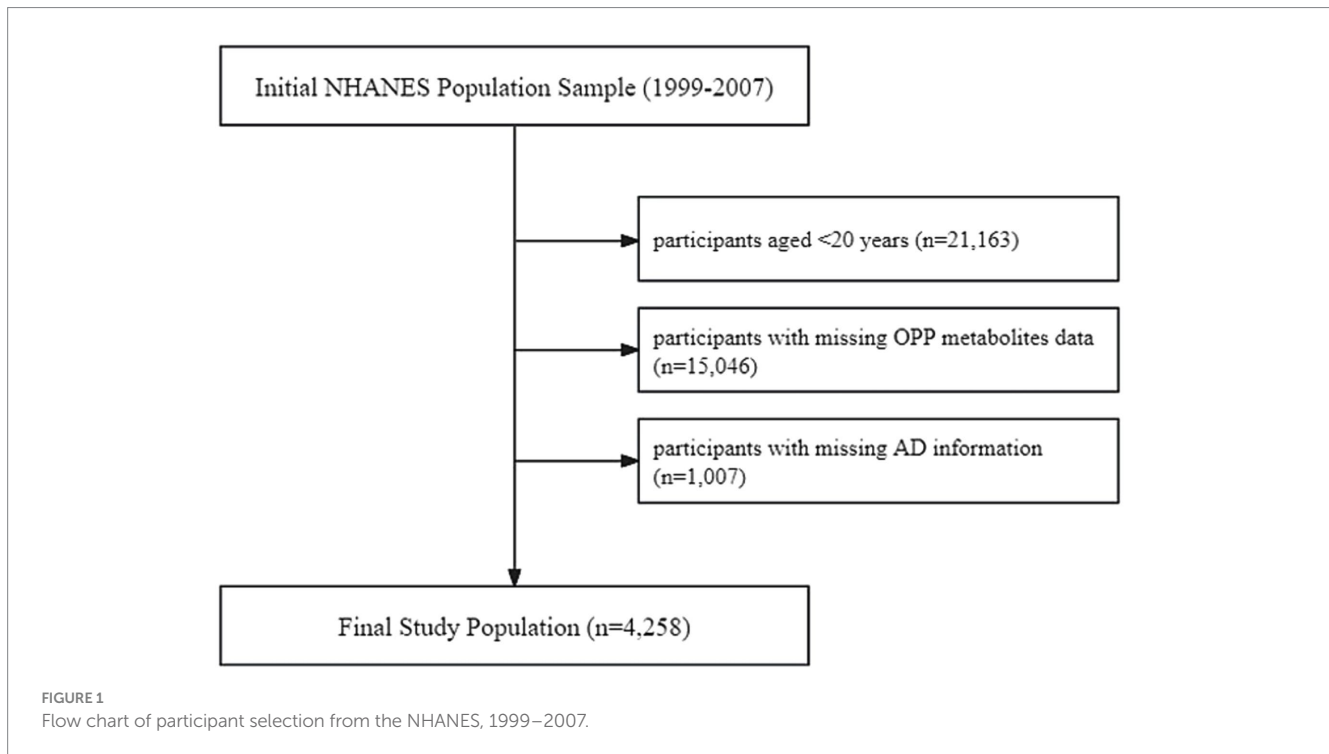 Initial NHANES Population Sample (1999-2007)
participants aged <20 years (n=21,163)
participants with missing OPP metabolites data
(n=15,046)
participants with missing AD information
(n=1,007)
Final Study Population (n=4,258)
FIGURE 1
Flow chart of participant selection from the NHANES, 1999–2007.